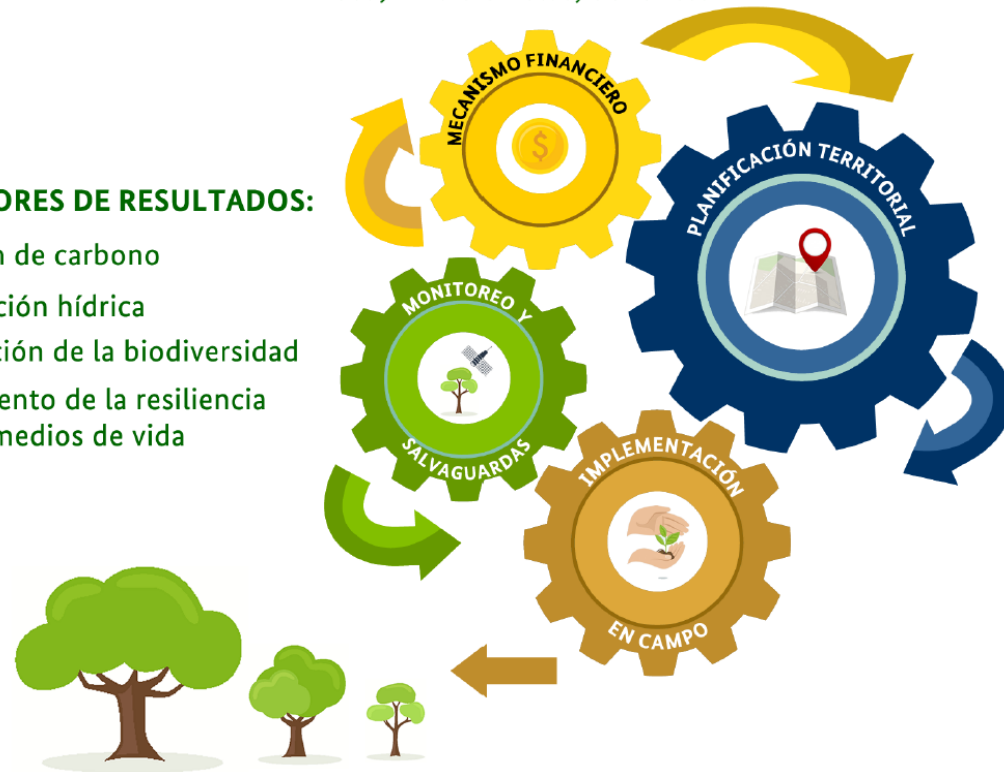 MECANISMO FINANCIERO
$
PLANIFICACIÓN TERRITORIAL
ORES DE RESULTADOS:
n de carbono
ción hídrica
ción de la biodiversidad
ento de la resiliencia
medios de vida
MONITOREO Y
SALVAGUARDAS
IMPLEMENTACIÓN
EN CAMPO